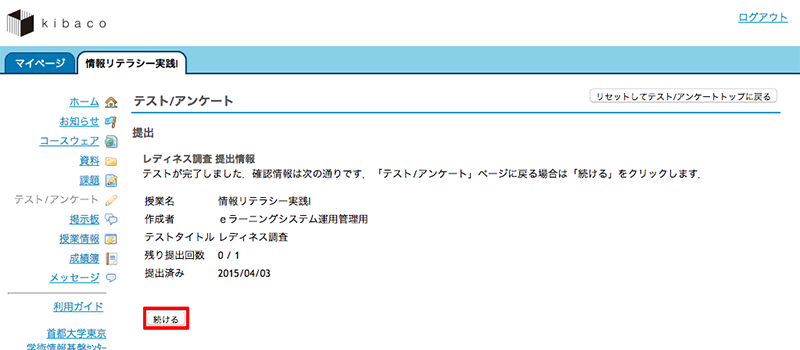 kibaco
ログアウト
マイページ
情報リテラシー実践I
ホーム
お知らせ
コースウェア
資料
課題
テスト/アンケート
掲示板
授業情報
成績簿
メッセージ
利用ガイド
首都大学東京
学術情報基盤センター
テスト/アンケート
リセットしてテスト/アンケートトップに戻る
提出
レディネス調査 提出情報
テストが完了しました．確認情報は次の通りです．「テスト/アンケート」ページに戻る場合は「続ける」をクリックします．
授業名 情報リテラシー実践I
作成者 eラーニングシステム運用管理用
テストタイトル レディネス調査
残り提出回数 0 / 1
提出済み 2015/04/03
続ける